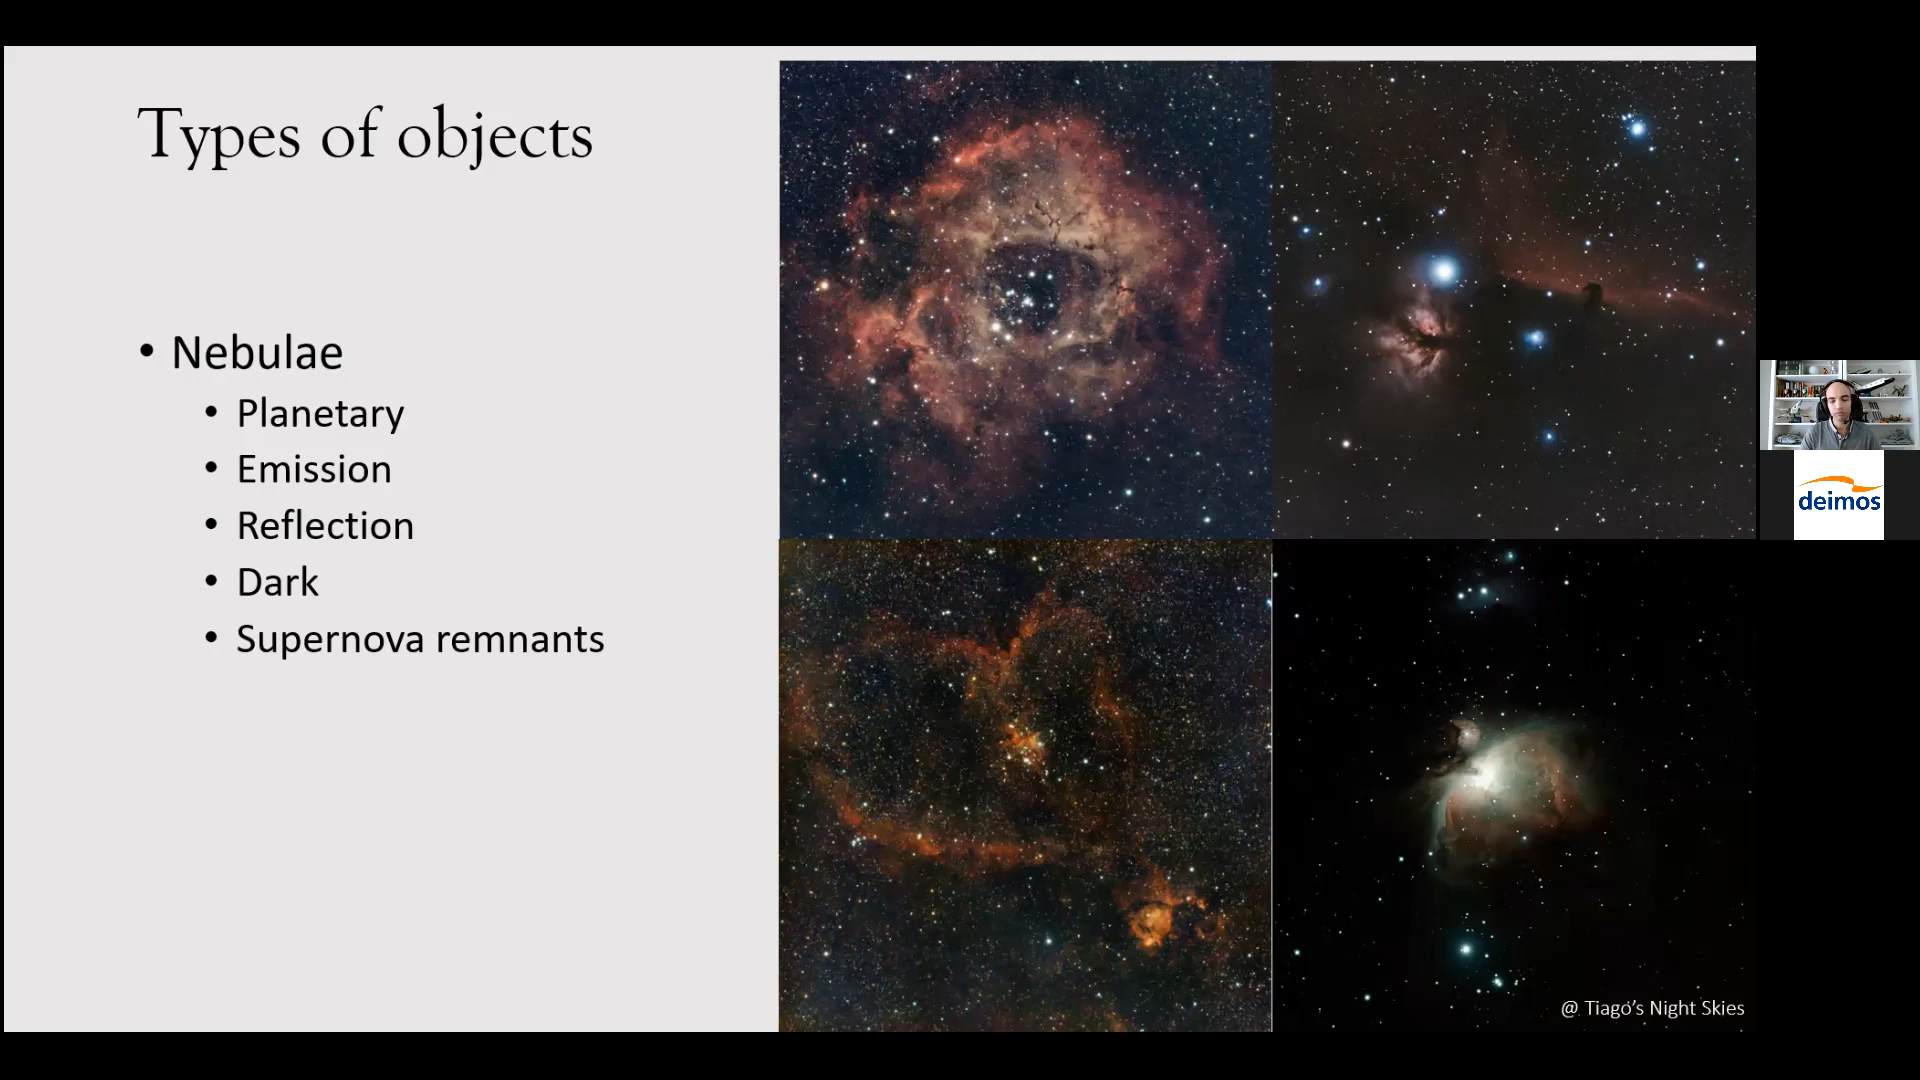 Types of objects
• Nebulae
• Planetary
• Emission
• Reflection
• Dark
• Supernova remnants
deimos
@ Tiago’s Night Skies